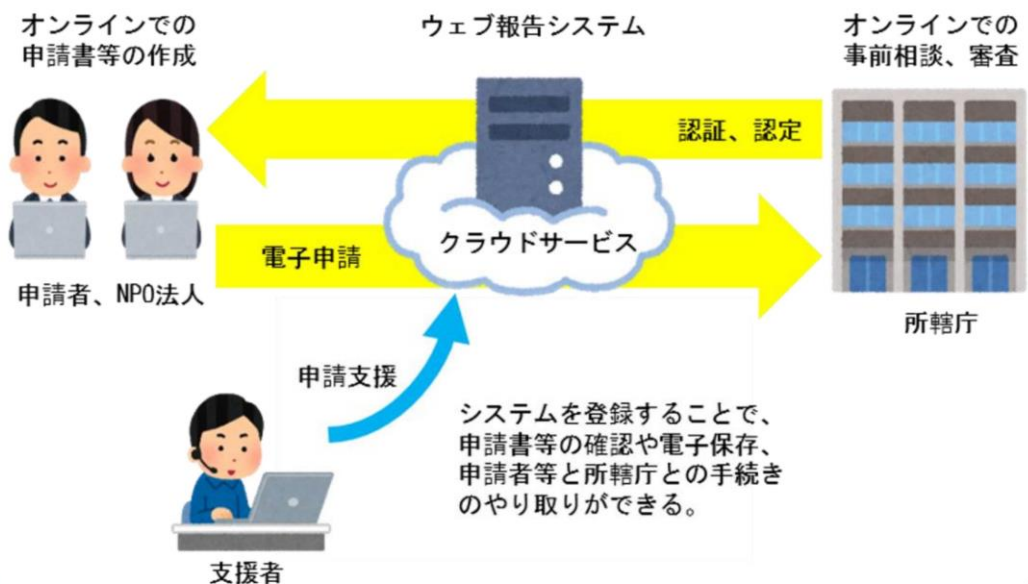 オンラインでの
申請書等の作成
ウェブ報告システム
オンラインでの
事前相談、審査
認証、認定
クラウドサービス
電子申請
申請者、NPO法人
所轄庁
申請支援
システムを登録することで、
申請書等の確認や電子保存、
申請者等と所轄庁との手続き
のやり取りができる。
支援者